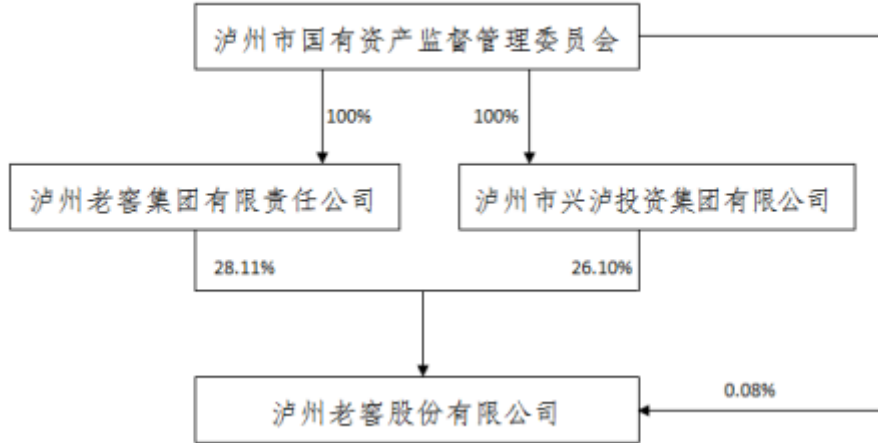 泸州市国有资产监督管理委员会
100%
100%
泸州老窖集团有限责任公司
泸州市兴泸投资集团有限公司
28.11%
26.10%
泸州老窖股份有限公司
0.08%